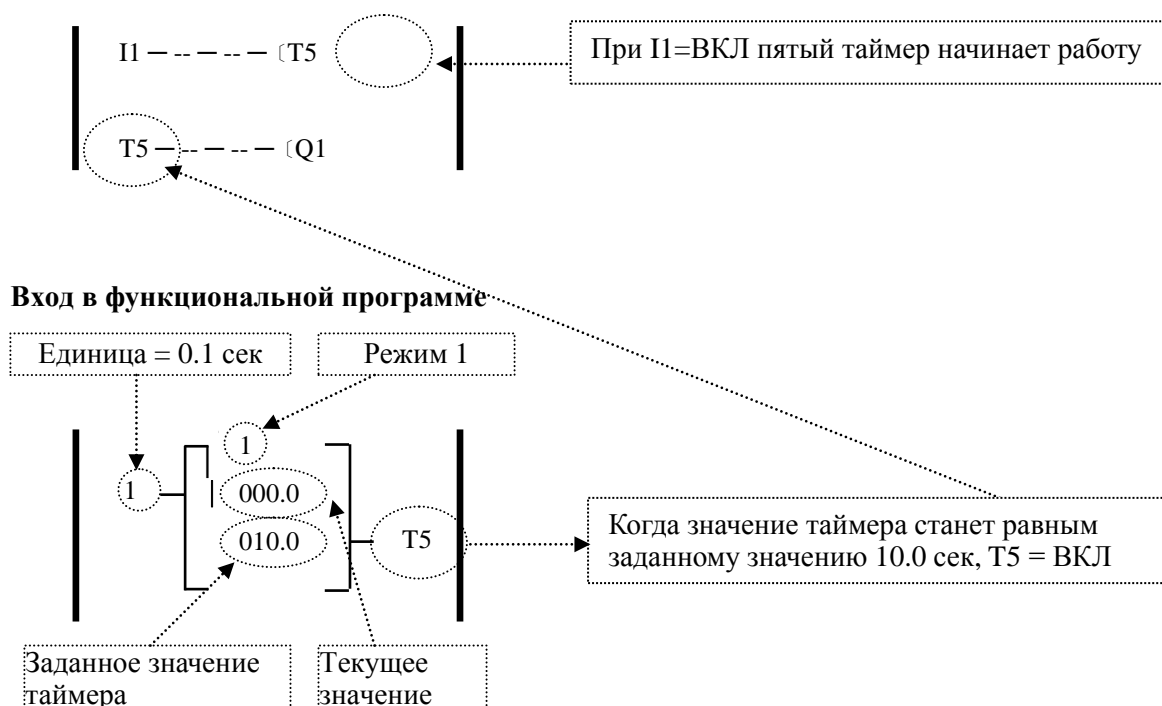 I1 — -- — -- — 〔T5
При I1=ВКЛ пятый таймер начинает работу
T5 — -- — -- — 〔Q1
Вход в функциональной программе
Единица = 0.1 сек
Режим 1
1
1
000.0
010.0
T5
Когда значение таймера станет равным
заданному значению 10.0 сек, T5 = ВКЛ
Заданное значение
таймера
Текущее
значение